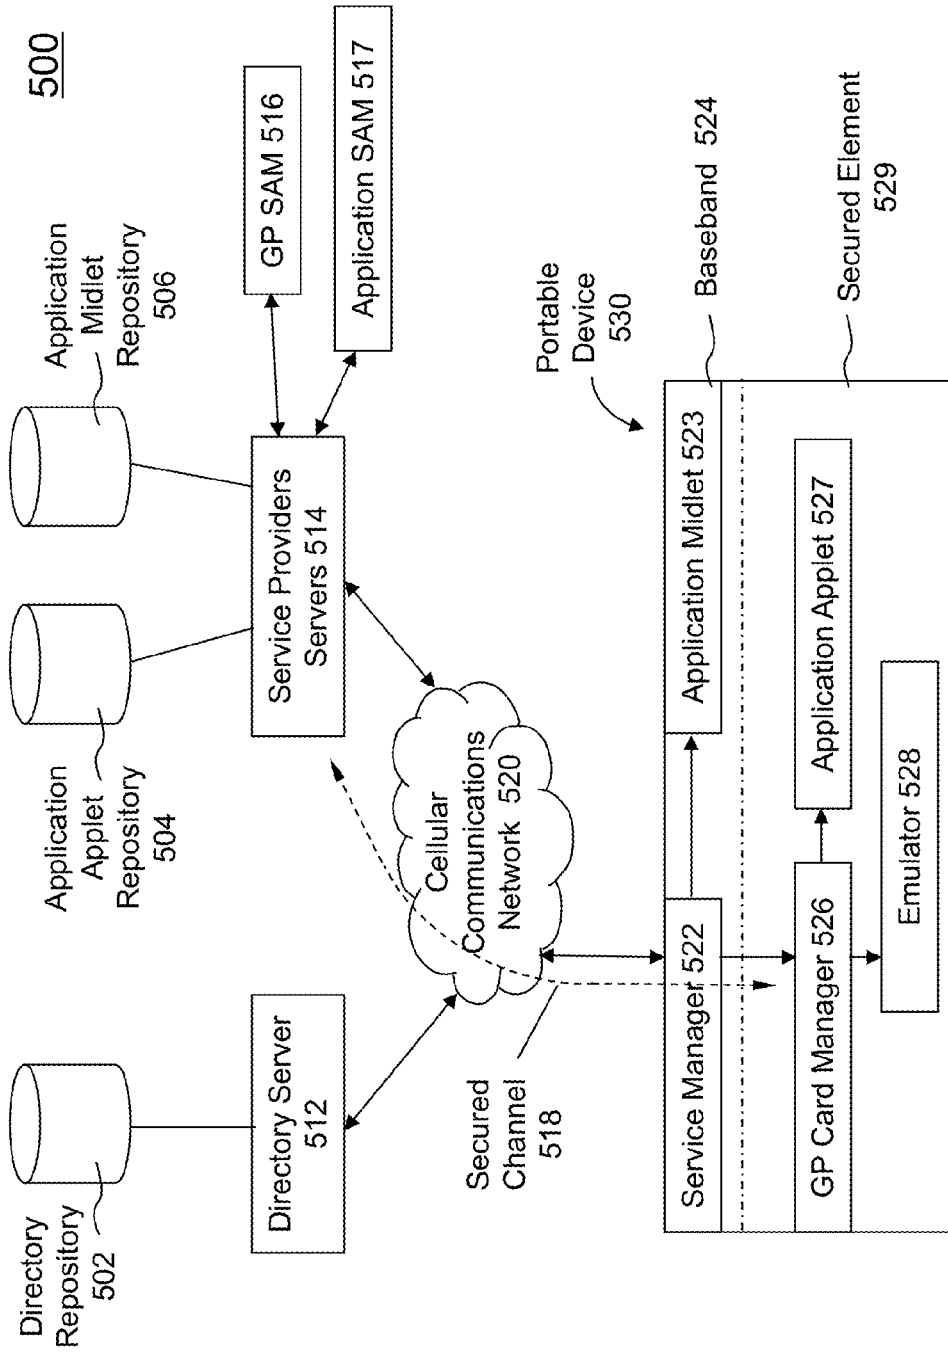 500
Directory
Repository
502
Application
Applet
Repository
504
Application
Midlet
Repository
506
Directory Server
512
Service Providers
Servers 514
GP SAM 516
Application SAM 517
Cellular
Communications
Network 520
Secured
Channel
518
Portable
Device
530
Service Manager 522
Application Midlet 523
Baseband 524
GP Card Manager 526
Application Applet 527
Secured Element
529
Emulator 528